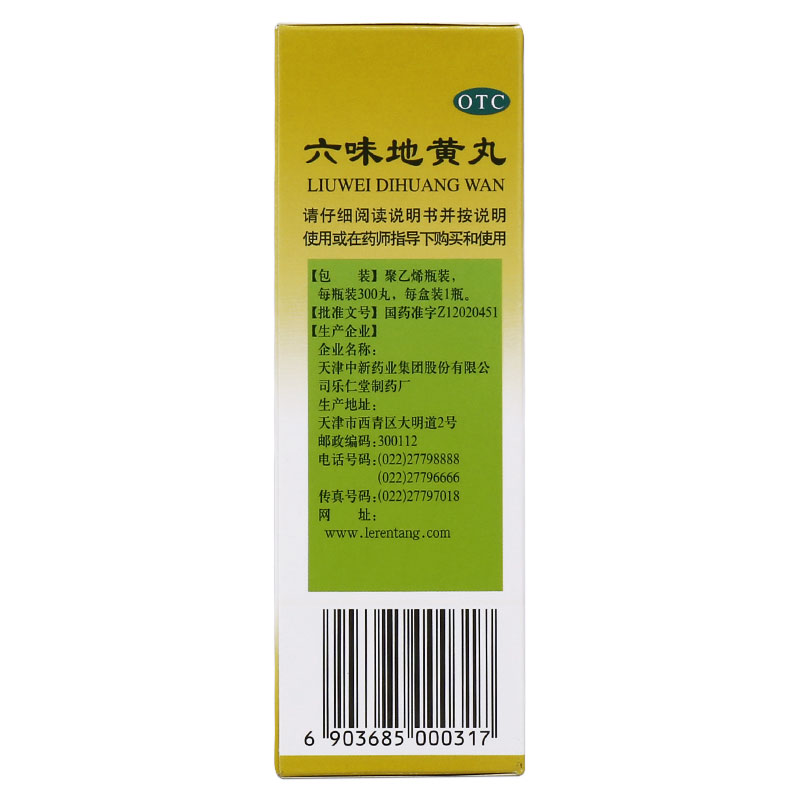 OTC
六味地黄丸
LIUWEI DIHUANG WAN
请仔细阅读说明书并按说明
使用或在药师指导下购买和使用
【包　　装】聚乙烯瓶装，
每瓶装300丸，每盒装1瓶。
【批准文号】国药准字Z12020451
【生产企业】
企业名称：
天津中新药业集团股份有限公
司乐仁堂制药厂
生产地址：
天津市西青区大明道2号
邮政编码：300112
电话号码：(022)27798888
(022)27796666
传真号码：(022)27797018
网　　址：
www.lerentang.com
6 903685 000317